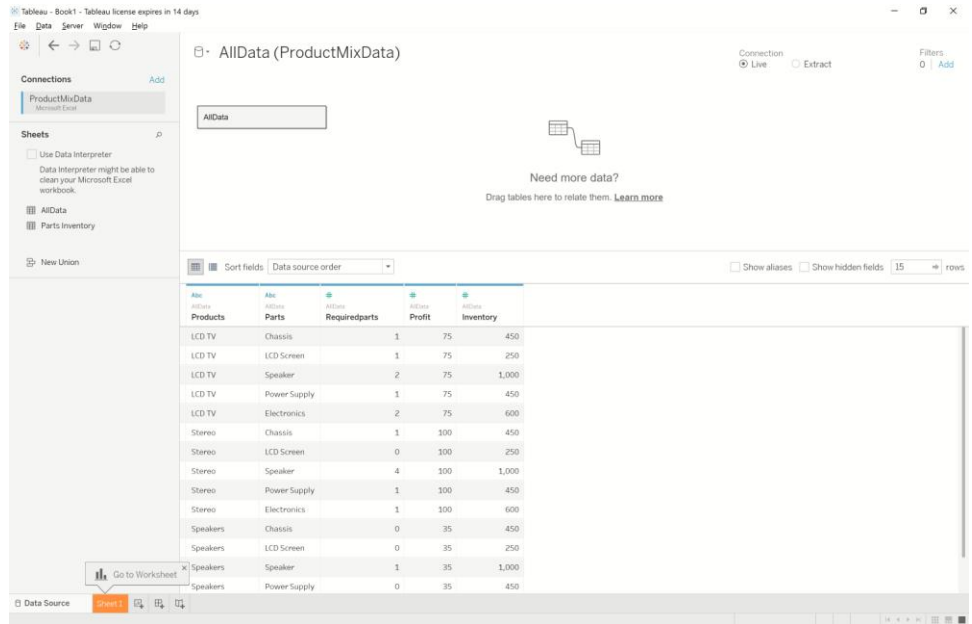 Tableau - Book1 - Tableau license expires in 14 days
File Data Server Window Help
Connections Add
ProductMixData
Microsoft Excel
Sheets
Use Data Interpreter
Data Interpreter might be able to
clean your Microsoft Excel
workbook.
AllData
Parts Inventory
New Union
AllData (ProductMixData)
Connection
Live Extract
Filters
0 Add
AllData
Need more data?
Drag tables here to relate them. Learn more
Sort fields Data source order
Show aliases Show hidden fields 15 rows
Abc Abc # # #
AllData AllData AllData AllData AllData
Products Parts Requiredparts Profit Inventory
LCD TV Chassis 1 75 450
LCD TV LCD Screen 1 75 250
LCD TV Speaker 2 75 1,000
LCD TV Power Supply 1 75 450
LCD TV Electronics 2 75 600
Stereo Chassis 1 100 450
Stereo LCD Screen 0 100 250
Stereo Speaker 4 100 1,000
Stereo Power Supply 1 100 450
Stereo Electronics 1 100 600
Speakers Chassis 0 35 450
Speakers LCD Screen 0 35 250
Speakers Speaker 1 35 1,000
Speakers Power Supply 0 35 450
Go to Worksheet
Data Source Sheet 1